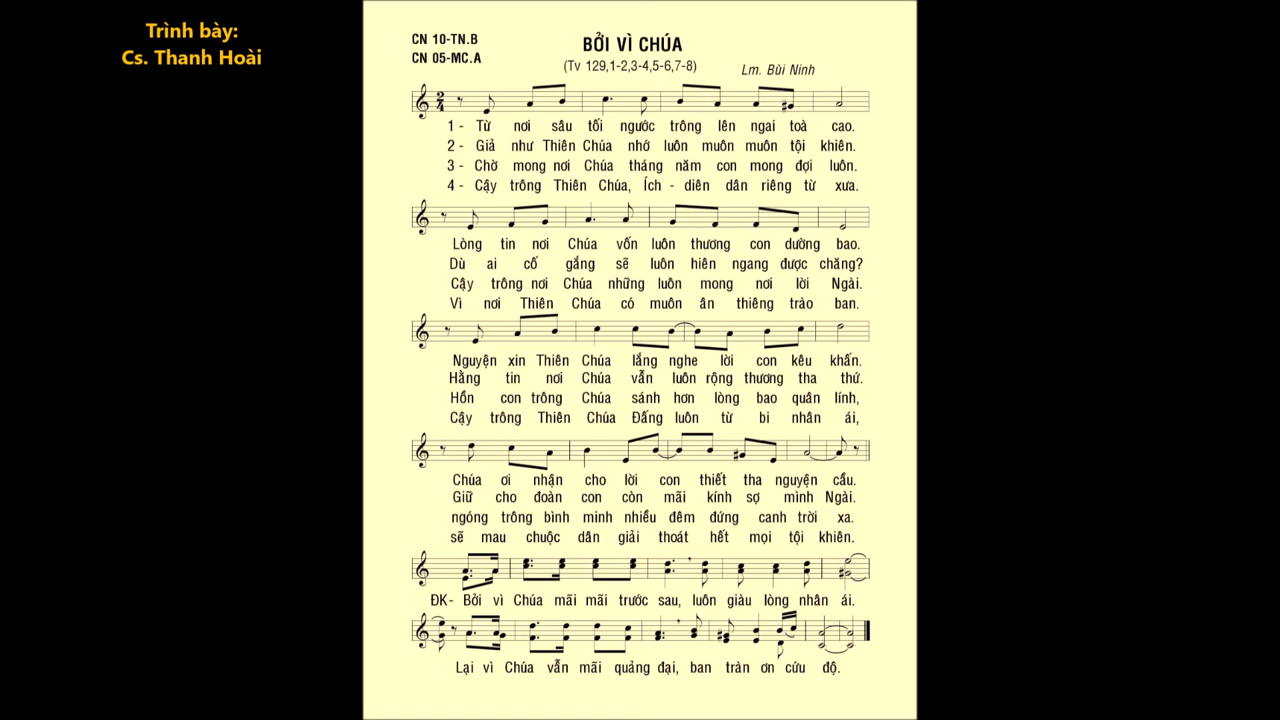 Trình bày:
Cs. Thanh Hoài
CN 10-TN.B
CN 05-MC.A
BỞI VÌ CHÚA
(Tv 129,1-2,3-4,5-6,7-8)
Lm. Bùi Ninh
1 - Từ nơi sâu tối ngước trông lên ngai toà cao.
2 - Giả như Thiên Chúa nhớ luôn muôn muôn tội khiên.
3 - Chờ mong nơi Chúa tháng năm con mong đợi luôn.
4 - Cậy trông Thiên Chúa, Ích - diên dân riêng từ xưa.
Lòng tin nơi Chúa vốn luôn thương con dường bao.
Dù ai cố gắng sẽ luôn hiên ngang được chăng?
Cậy trông nơi Chúa những luôn mong nơi lời Ngài.
Vì nơi Thiên Chúa có muôn ân thiêng trào ban.
Nguyện xin Thiên Chúa lắng nghe lời con kêu khấn.
Hằng tin nơi Chúa vẫn luôn rộng thương tha thứ.
Hồn con trông Chúa sánh hơn lòng bao quân lính,
Cậy trông Thiên Chúa Đấng luôn từ bi nhân ái,
Chúa ơi nhận cho lời con thiết tha nguyện cầu.
Giữ cho đoàn con còn mãi kính sợ mình Ngài.
ngóng trông bình minh nhiều đêm đứng canh trời xa.
sẽ mau chuộc dân giải thoát hết mọi tội khiên.
ĐK- Bởi vì Chúa mãi mãi trước sau, luôn giàu lòng nhân ái.
Lại vì Chúa vẫn mãi quảng đại, ban tràn ơn cứu độ.